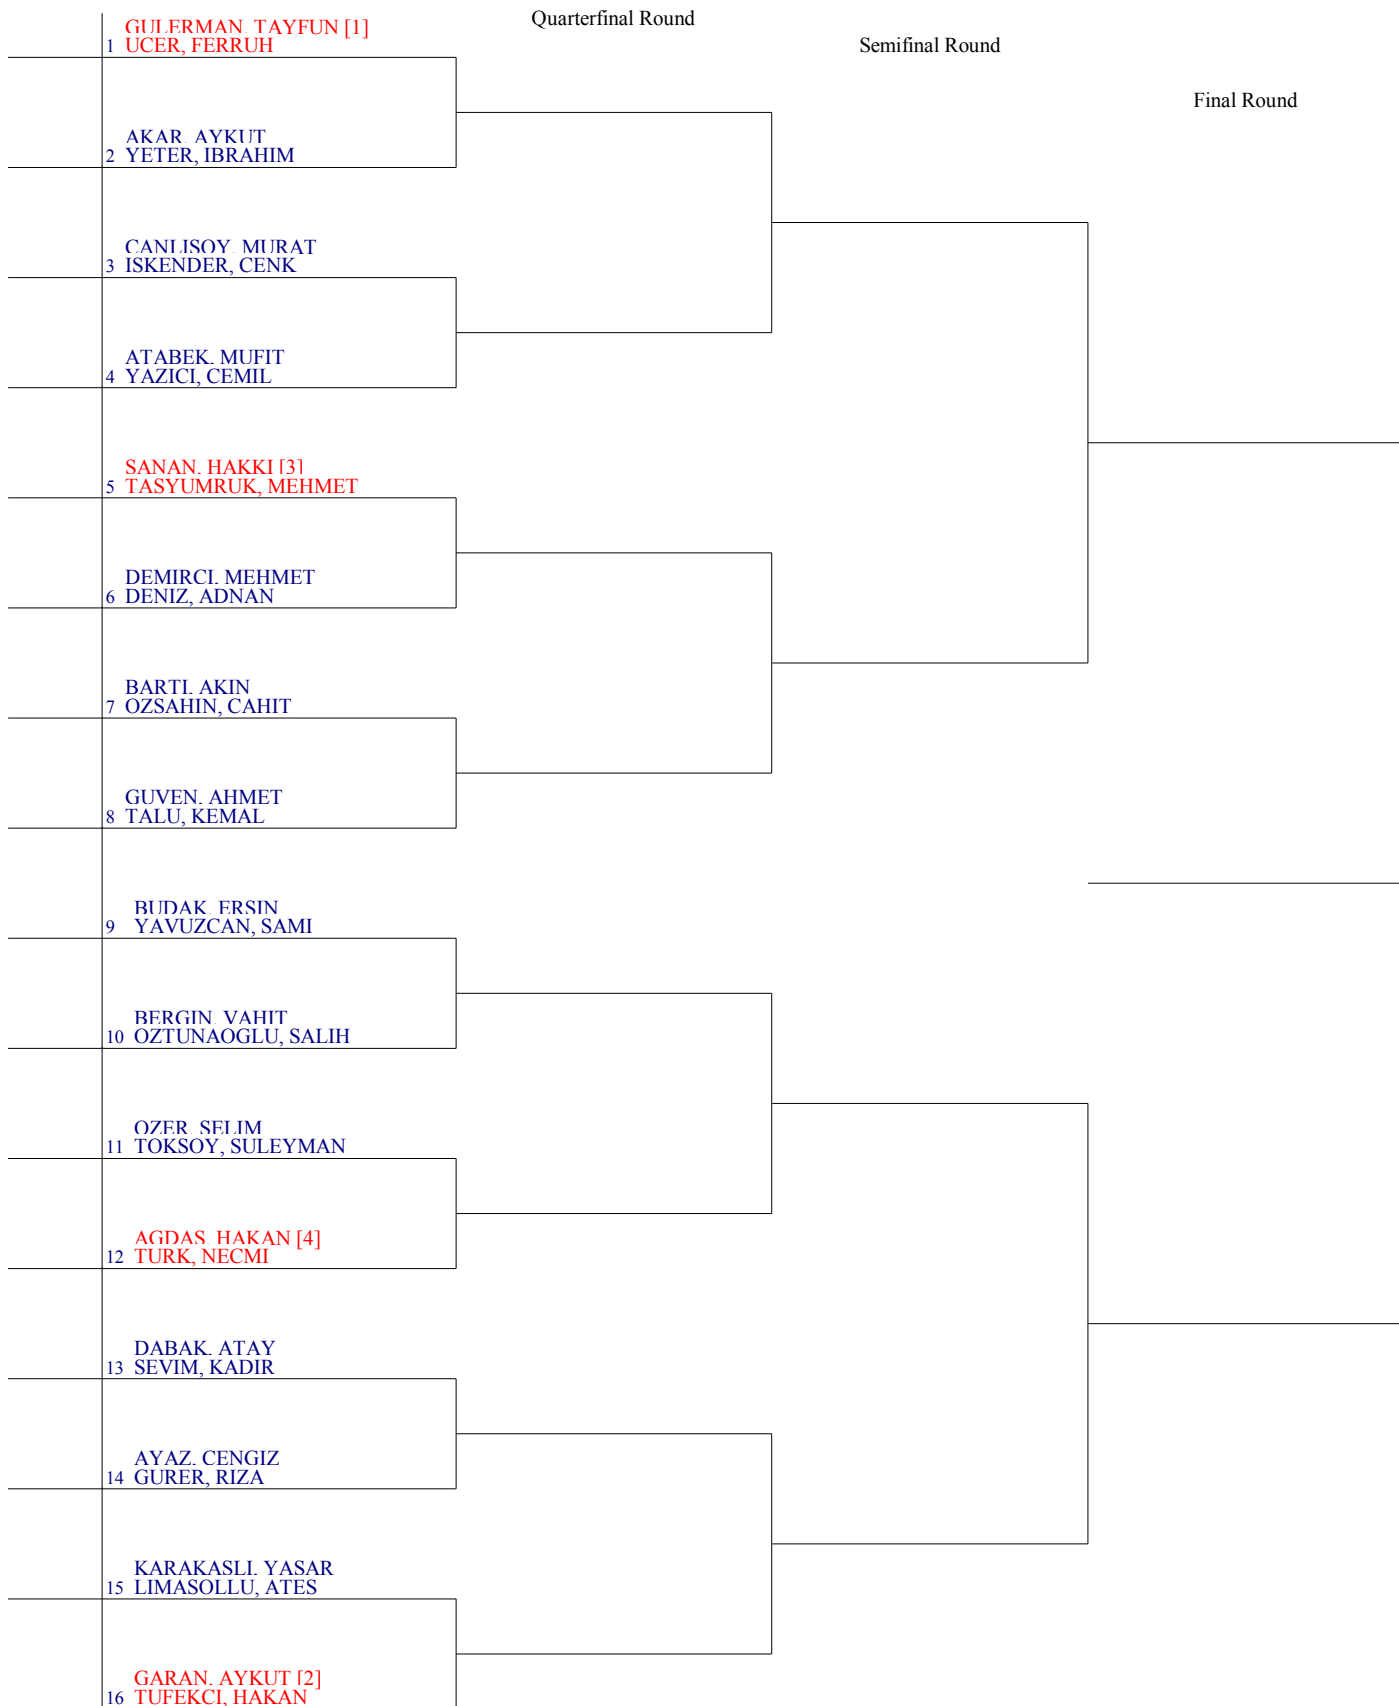 Quarterfinal Round
Semifinal Round
Final Round
GULERMAN, TAYFUN [1]
1 UCER, FERRUH
AKAR, AYKUT
2 YETER, IBRAHIM
CANLISOY, MURAT
3 ISKENDER, CENK
ATABEK, MUFIT
4 YAZICI, CEMIL
SANAN, HAKKI [3]
5 TASYUMRUK, MEHMET
DEMIRCI, MEHMET
6 DENIZ, ADNAN
BARTI, AKIN
7 OZSAHIN, CAHIT
GUVEN, AHMET
8 TALU, KEMAL
BUDAK, ERSIN
9 YAVUZCAN, SAMI
BERGIN, VAHIT
10 OZTUNAOGLU, SALIH
OZER, SELIM
11 TOKSOY, SULEYMAN
AGDAS, HAKAN [4]
12 TURK, NECMI
DABAK, ATAY
13 SEVIM, KADIR
AYAZ, CENGIZ
14 GURER, RIZA
KARAKASLI, YASAR
15 LIMASOLLU, ATES
GARAN, AYKUT [2]
16 TUFEKCI, HAKAN